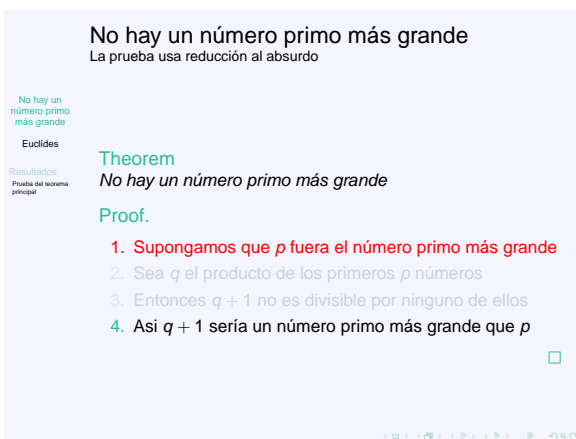 No hay un número primo más grande
La prueba usa reducción al absurdo
No hay un
número primo
más grande
Euclídes
Resultados
Prueba del teorema
principal
Theorem
No hay un número primo más grande
Proof.
1. Supongamos que p fuera el número primo más grande
2. Sea q el producto de los primeros p números
3. Entonces q + 1 no es divisible por ninguno de ellos
4. Asi q + 1 sería un número primo más grande que p